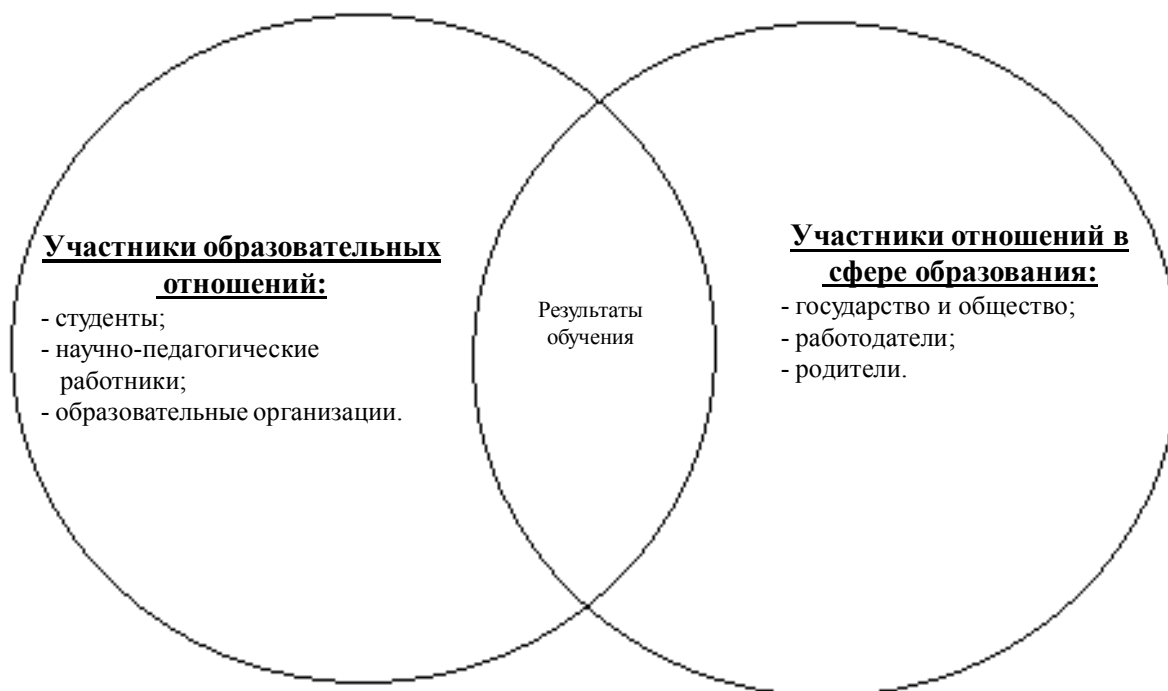 Участники образовательных
отношений:
- студенты;
- научно-педагогические
работники;
- образовательные организации.
Результаты
обучения
Участники отношений в
сфере образования:
- государство и общество;
- работодатели;
- родители.